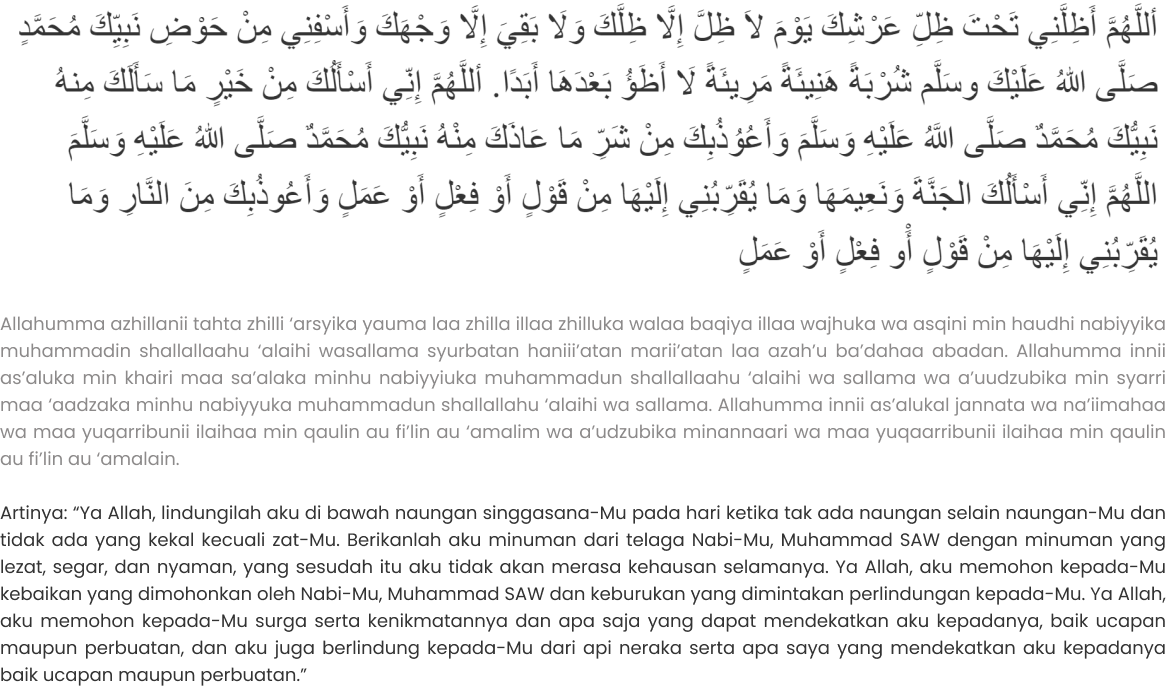 أللَّهُمَّ أَظِلَّنِي تَحْتَ ظِلِّ عَرْشِكَ يَوْمَ لاَ ظِلَّ إِلَّا ظِلَّكَ وَلَا بَقِيَ إِلَّا وَجْهَكَ وَأَسْفِنِي مِنْ حَوْضِ نَبِيِّكَ مُحَمَّدٍ
صَلَّى اللهُ عَلَيْكَ وسَلَّم شُرْبَةً هَنِيئَةً مَرِيئَةً لَا أَظَؤُ بَعْدَهَا أَبَدًا. أللَّهُمَّ إِنِّي أَسْأَلُكَ مِنْ خَيْرٍ مَا سَأَلَكَ مِنهُ
نَبِيُّكَ مُحَمَّدٌ صَلَّى اللَّهُ عَلَيْهِ وَسَلَّمَ وَأَعُوُذُبِكَ مِنْ شَرِّ مَا عَاذَكَ مِنْهُ نَبِيُّكَ مُحَمَّدٌ صَلَّى اللهُ عَلَيْهِ وَسَلَّمَ
اللَّهُمَّ إِنِّي أَسْأَلُكَ الجَنَّةَ وَنَعِيمَهَا وَمَا يُقَرِّبُنِي إِلَيْهَا مِنْ قَوْلٍ أَوْ فِعْلٍ أَوْ عَمَلٍ وَأَعُوذُبِكَ مِنَ النَّارِ وَمَا
يُقَرِّبُنِي إِلَيْهَا مِنْ قَوْلٍ أَْو فِعْلٍ أَوْ عَمَلٍ
Allahumma azhillanii tahta zhilli ‘arsyika yauma laa zhilla illaa zhilluka walaa baqiya illaa wajhuka wa asqini min haudhi nabiyyika
muhammadin shallallaahu ‘alaihi wasallama syurbatan haniii’atan marii’atan laa azah’u ba’dahaa abadan. Allahumma innii
as’aluka min khairi maa sa’alaka minhu nabiyyiuka muhammadun shallallaahu ‘alaihi wa sallama wa a’uudzubika min syarri
maa ‘aadzaka minhu nabiyyuka muhammadun shallallahu ‘alaihi wa sallama. Allahumma innii as’alukal jannata wa na’iimahaa
wa maa yuqarribunii ilaihaa min qaulin au fi’lin au ‘amalim wa a’udzubika minannaari wa maa yuqaarribunii ilaihaa min qaulin
au fi’lin au ‘amalain.
Artinya: “Ya Allah, lindungilah aku di bawah naungan singgasana-Mu pada hari ketika tak ada naungan selain naungan-Mu dan
tidak ada yang kekal kecuali zat-Mu. Berikanlah aku minuman dari telaga Nabi-Mu, Muhammad SAW dengan minuman yang
lezat, segar, dan nyaman, yang sesudah itu aku tidak akan merasa kehausan selamanya. Ya Allah, aku memohon kepada-Mu
kebaikan yang dimohonkan oleh Nabi-Mu, Muhammad SAW dan keburukan yang dimintakan perlindungan kepada-Mu. Ya Allah,
aku memohon kepada-Mu surga serta kenikmatannya dan apa saja yang dapat mendekatkan aku kepadanya, baik ucapan
maupun perbuatan, dan aku juga berlindung kepada-Mu dari api neraka serta apa saya yang mendekatkan aku kepadanya
baik ucapan maupun perbuatan.”